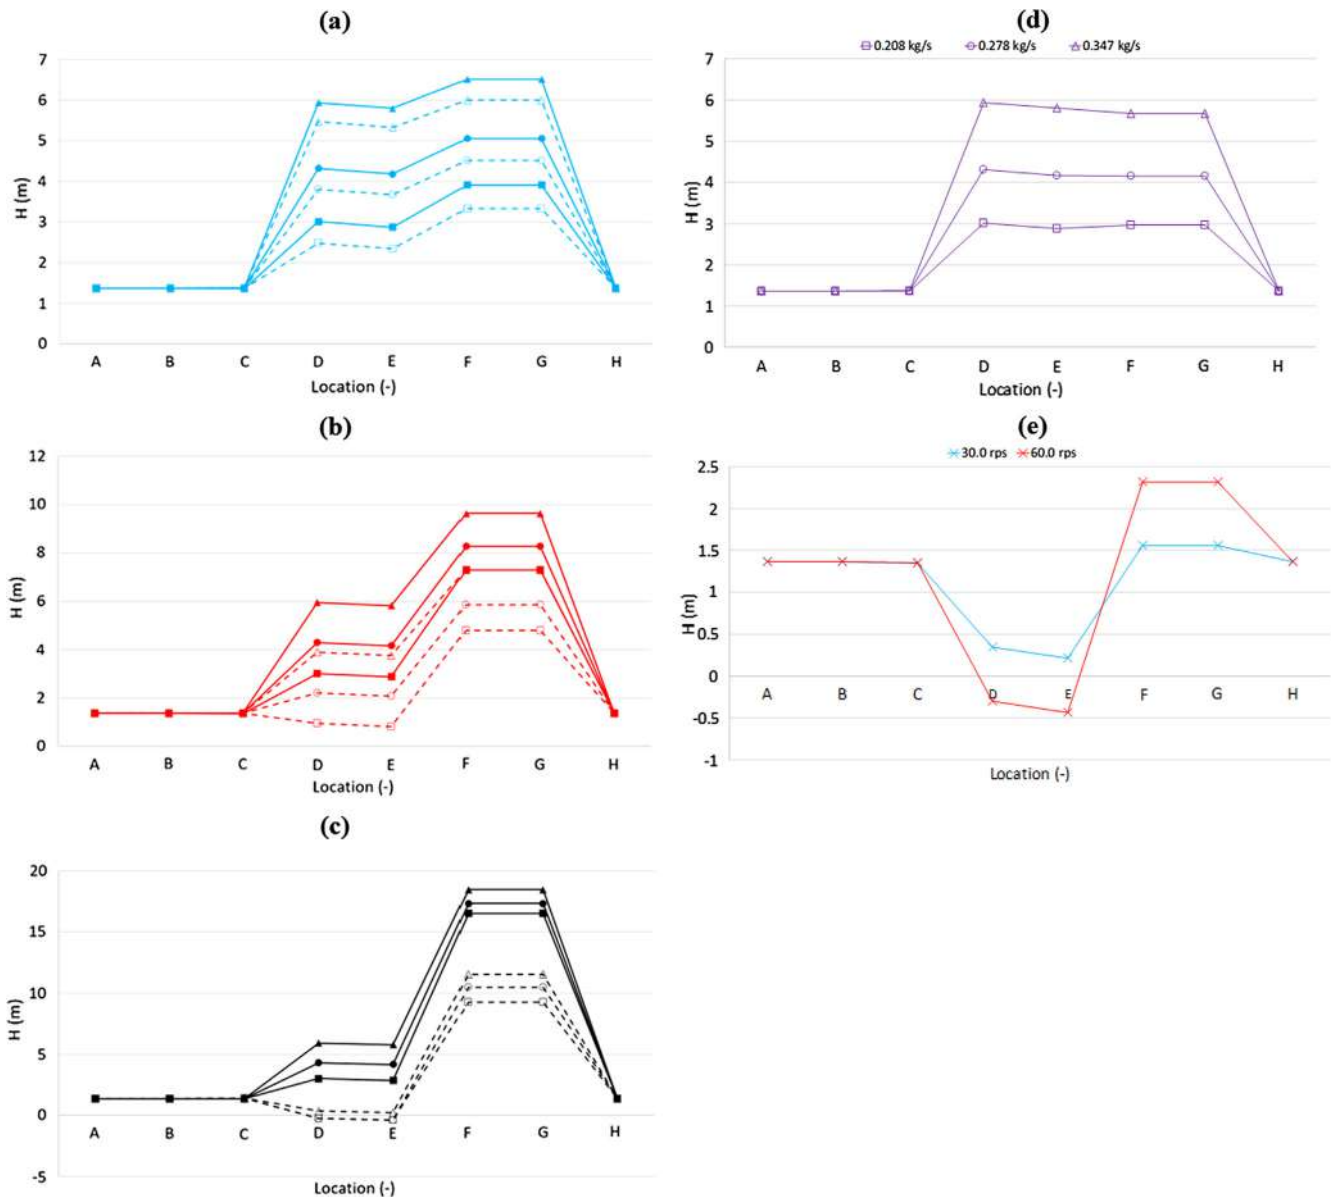 (a)
7
6
5
4
3
2
1
0
H (m)
A B C D E F G H
Location (-)
(b)
12
10
8
6
4
2
0
H (m)
A B C D E F G H
Location (-)
(c)
20
15
10
5
0
-5
H (m)
A B C D E F G H
Location (-)
(d)
0.208 kg/s 0.278 kg/s 0.347 kg/s
7
6
5
4
3
2
1
0
H (m)
A B C D E F G H
Location (-)
(e)
30.0 rps 60.0 rps
2.5
2
1.5
1
0.5
0
-0.5
-1
H (m)
A B C D E F G H
Location (-)